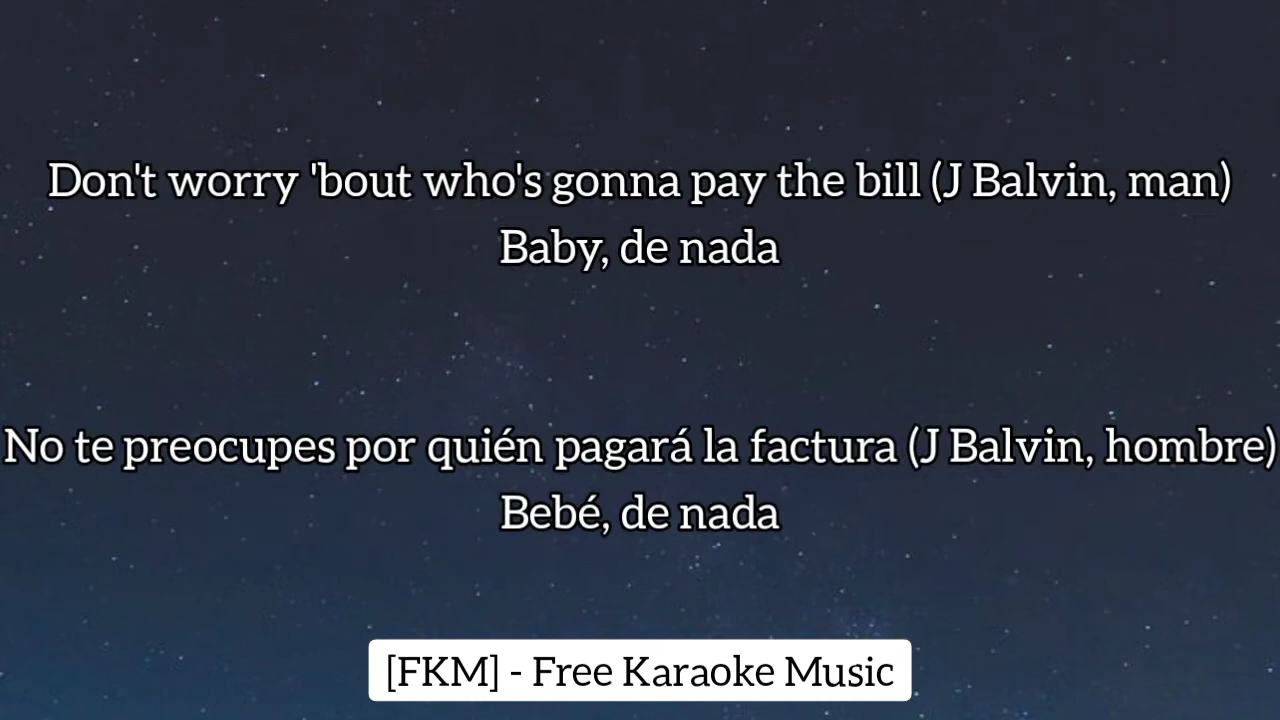 Don't worry 'bout who's gonna pay the bill (J Balvin, man)
Baby, de nada
No te preocupes por quién pagará la factura (J Balvin, hombre)
Bebé, de nada
[FKM] - Free Karaoke Music